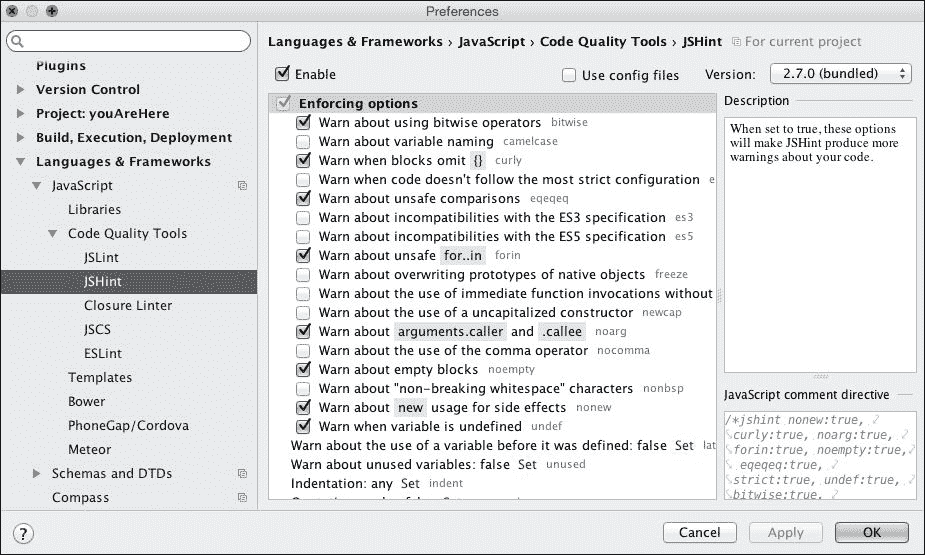 Preferences
Languages & Frameworks › JavaScript › Code Quality Tools › JSHint For current project
Plugins
Version Control
Project: youAreHere
Build, Execution, Deployment
Languages & Frameworks
JavaScript
Libraries
Code Quality Tools
JSLint
JSHint
Closure Linter
JSCS
ESLint
Templates
Bower
PhoneGap/Cordova
Meteor
Schemas and DTDs
Compass
Enable
Use config files
Version: 2.7.0 (bundled)
Enforcing options
Warn about using bitwise operators bitwise
Warn about variable naming camelcase
Warn when blocks omit {} curly
Warn when code doesn't follow the most strict configuration e
Warn about unsafe comparisons eqeqeq
Warn about incompatibilities with the ES3 specification es3
Warn about incompatibilities with the ES5 specification es5
Warn about unsafe for..in forin
Warn about overwriting prototypes of native objects freeze
Warn about the use of immediate function invocations without
Warn about the use of a uncapitalized constructor newcap
Warn about arguments.caller and .callee noarg
Warn about the use of the comma operator nocomma
Warn about empty blocks noempty
Warn about "non-breaking whitespace" characters nonbsp
Warn about new usage for side effects nonew
Warn when variable is undefined undef
Warn about the use of a variable before it was defined: false Set lat
Warn about unused variables: false Set unused
Indentation: any Set indent
Description
When set to true, these options
will make JSHint produce more
warnings about your code.
JavaScript comment directive
/*jshint nonew:true,
curly:true, noarg:true,
forin:true, noempty:true,
eqeqeq:true,
strict:true, undef:true,
bitwise:true,
?
Cancel
Apply
OK